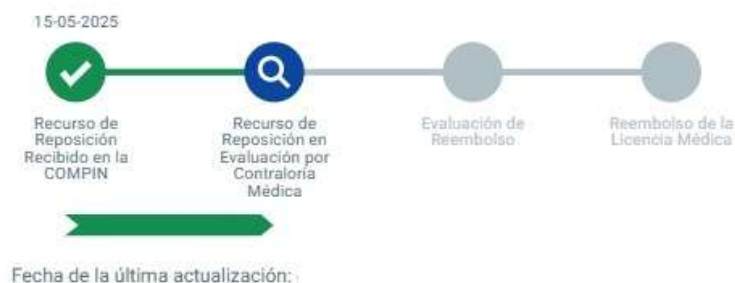 15-05-2025
Recurso de
Reposición
Recibido en la
COMPIN
Recurso de
Reposición en
Evaluación por
Contraloría
Médica
Evaluación de
Reembolso
Reembolso de la
Licencia Médica
Fecha de la última actualización: